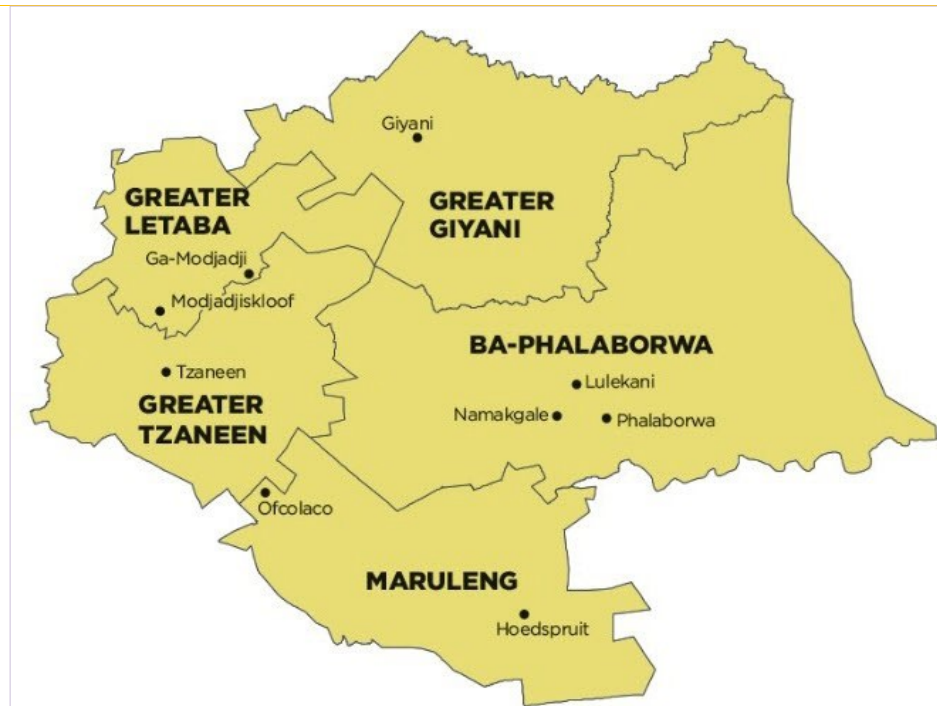 Giyani
GREATER
LETABA
GREATER
GIYANI
Ga-Modjadji
Modjadjiskloof
BA-PHALABORWA
Tzaneen
Lulekani
GREATER
TZANEEN
Namakgale
Phalaborwa
Ofcolaco
MARULENG
Hoedspruit